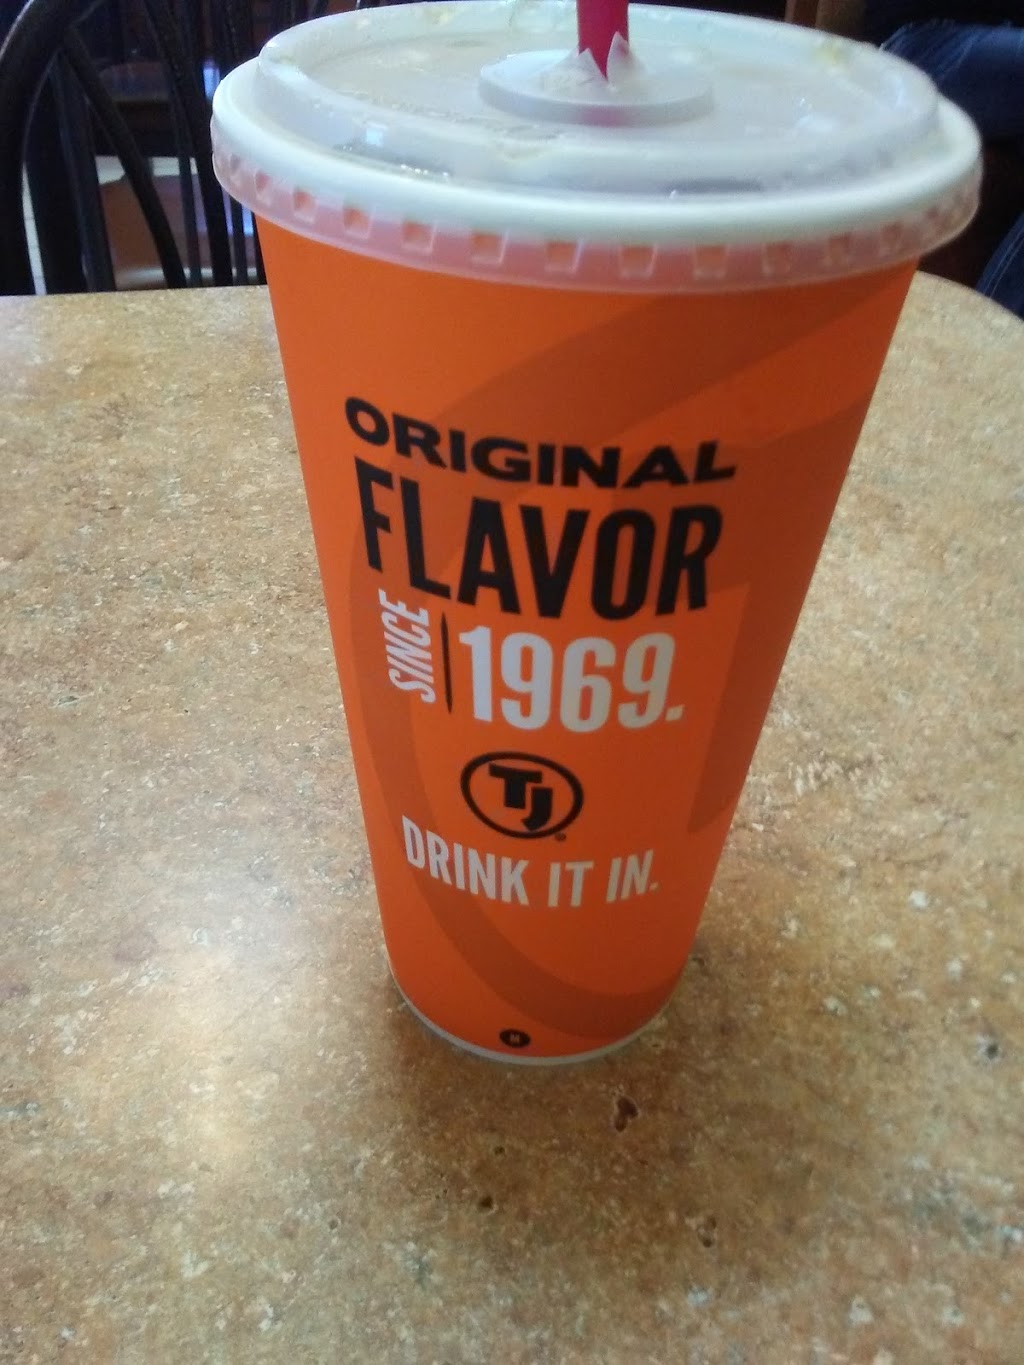 ORIGINAL
FLAVOR
SINCE
1969.
TJ
®
DRINK IT IN.
M